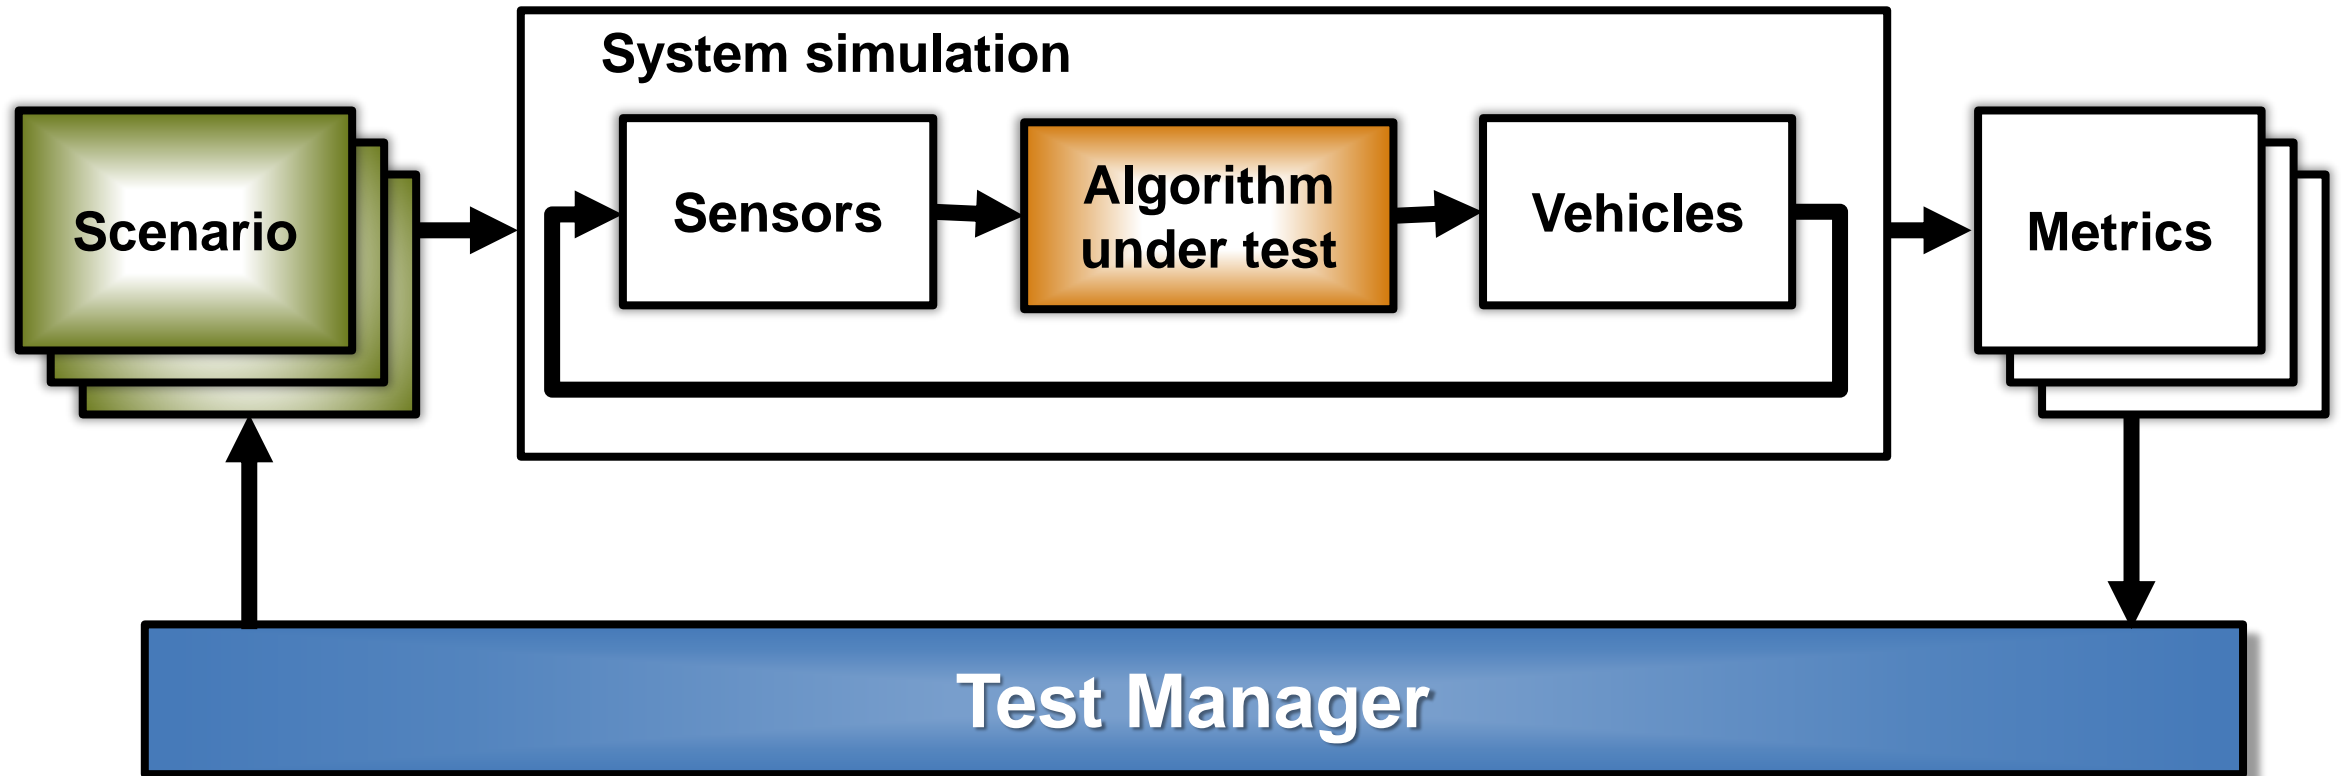 System simulation
Scenario
Sensors
Algorithm
under test
Vehicles
Metrics
Test Manager